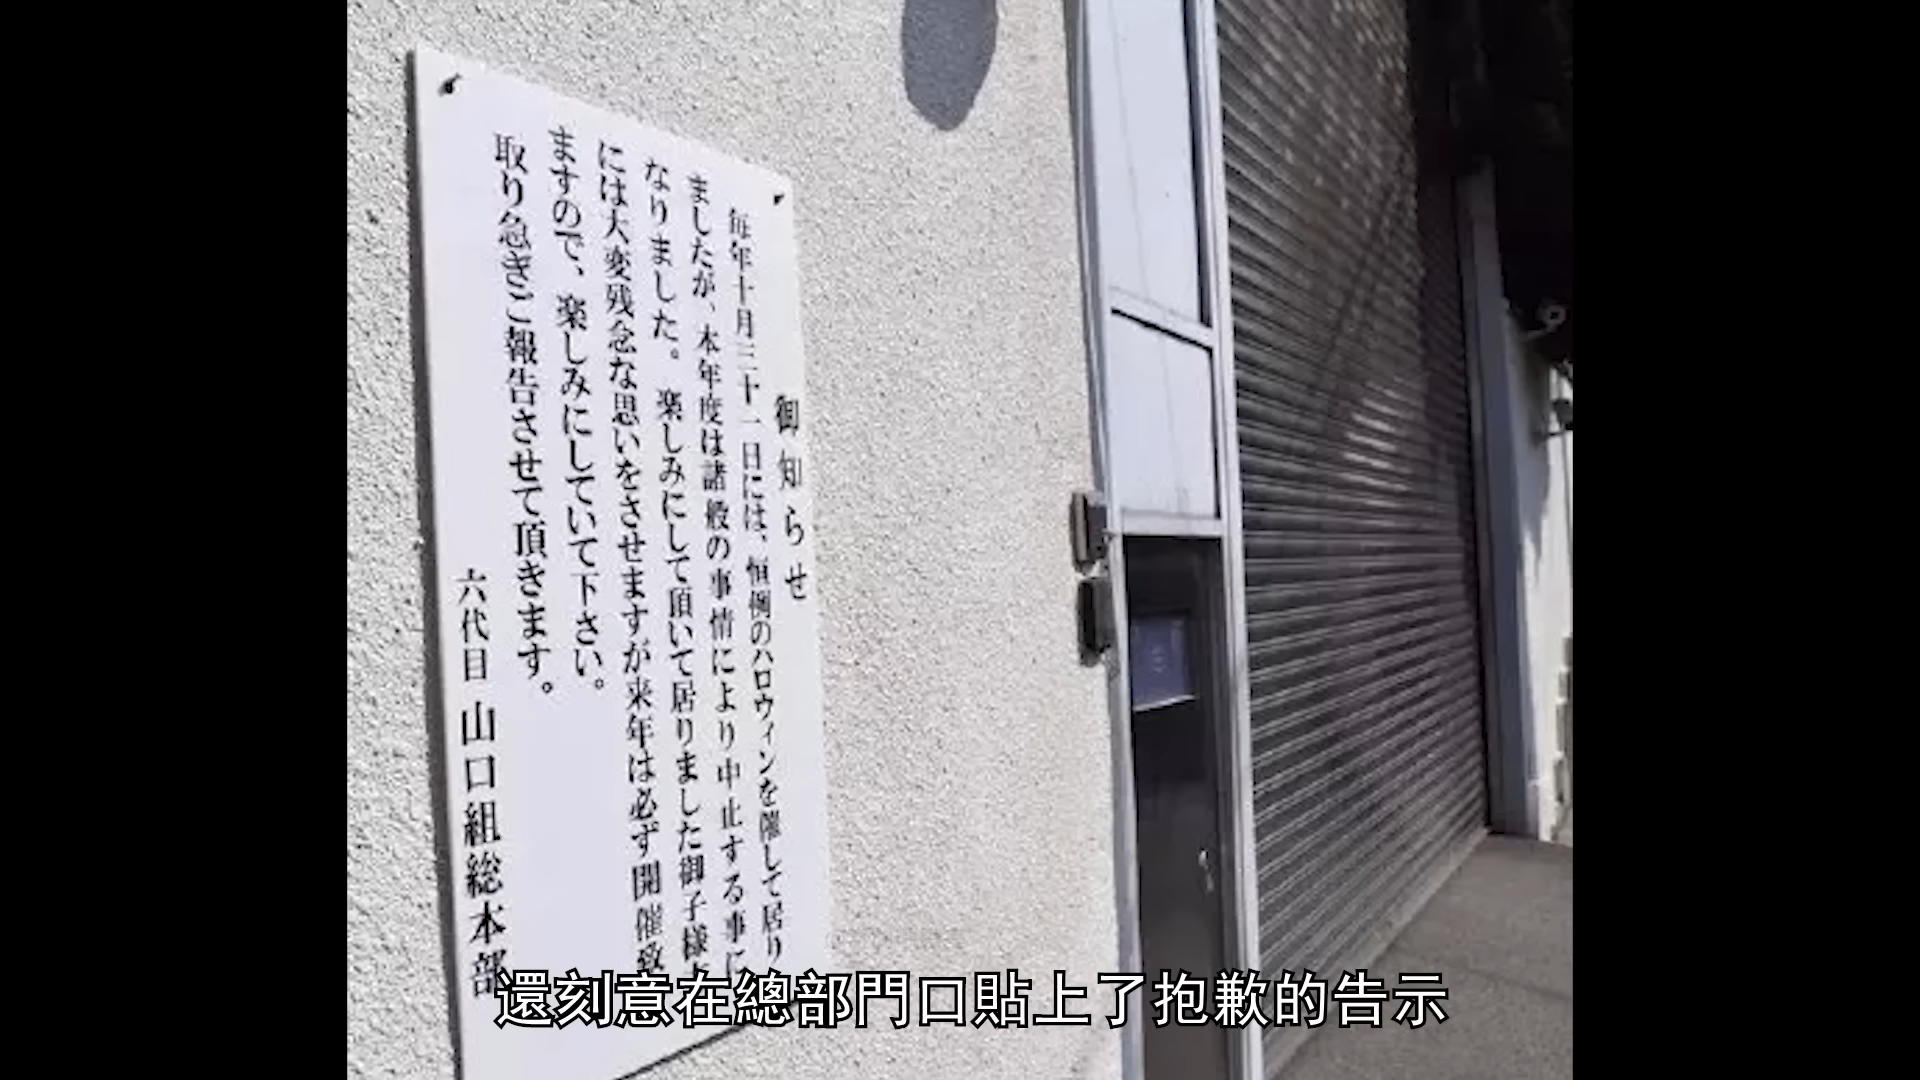 御知らせ
毎年十月三十一日には、恒例のハロウィンを催して居り
ましたが、本年度は諸般の事情により中止する事に
なりました。楽しみにして頂いて居りました御子様
には大変残念な思いをさせますが来年は必ず開催致
ますので、楽しみにしていて下さい。
取り急ぎご報告させて頂きます。
六代目 山口組総本部
還刻意在總部門口貼上了抱歉的告示